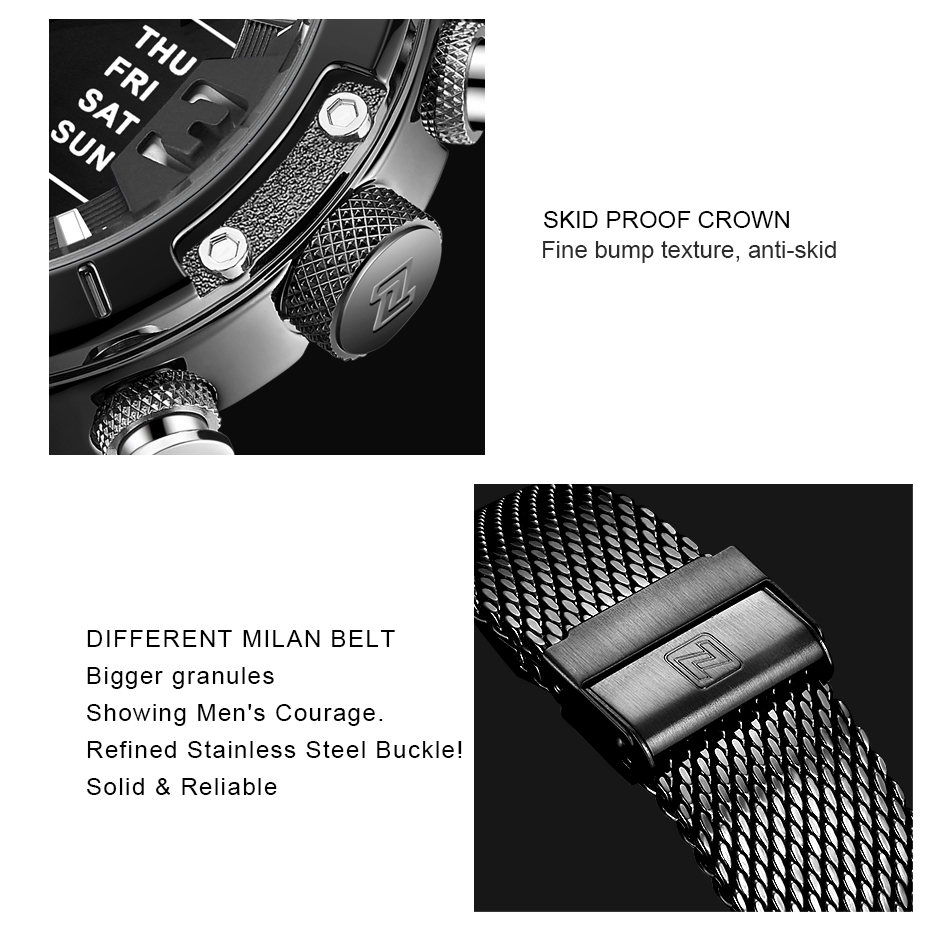 THU
FRI
SAT
SUN
SKID PROOF CROWN
Fine bump texture, anti-skid
DIFFERENT MILAN BELT
Bigger granules
Showing Men's Courage.
Refined Stainless Steel Buckle!
Solid & Reliable